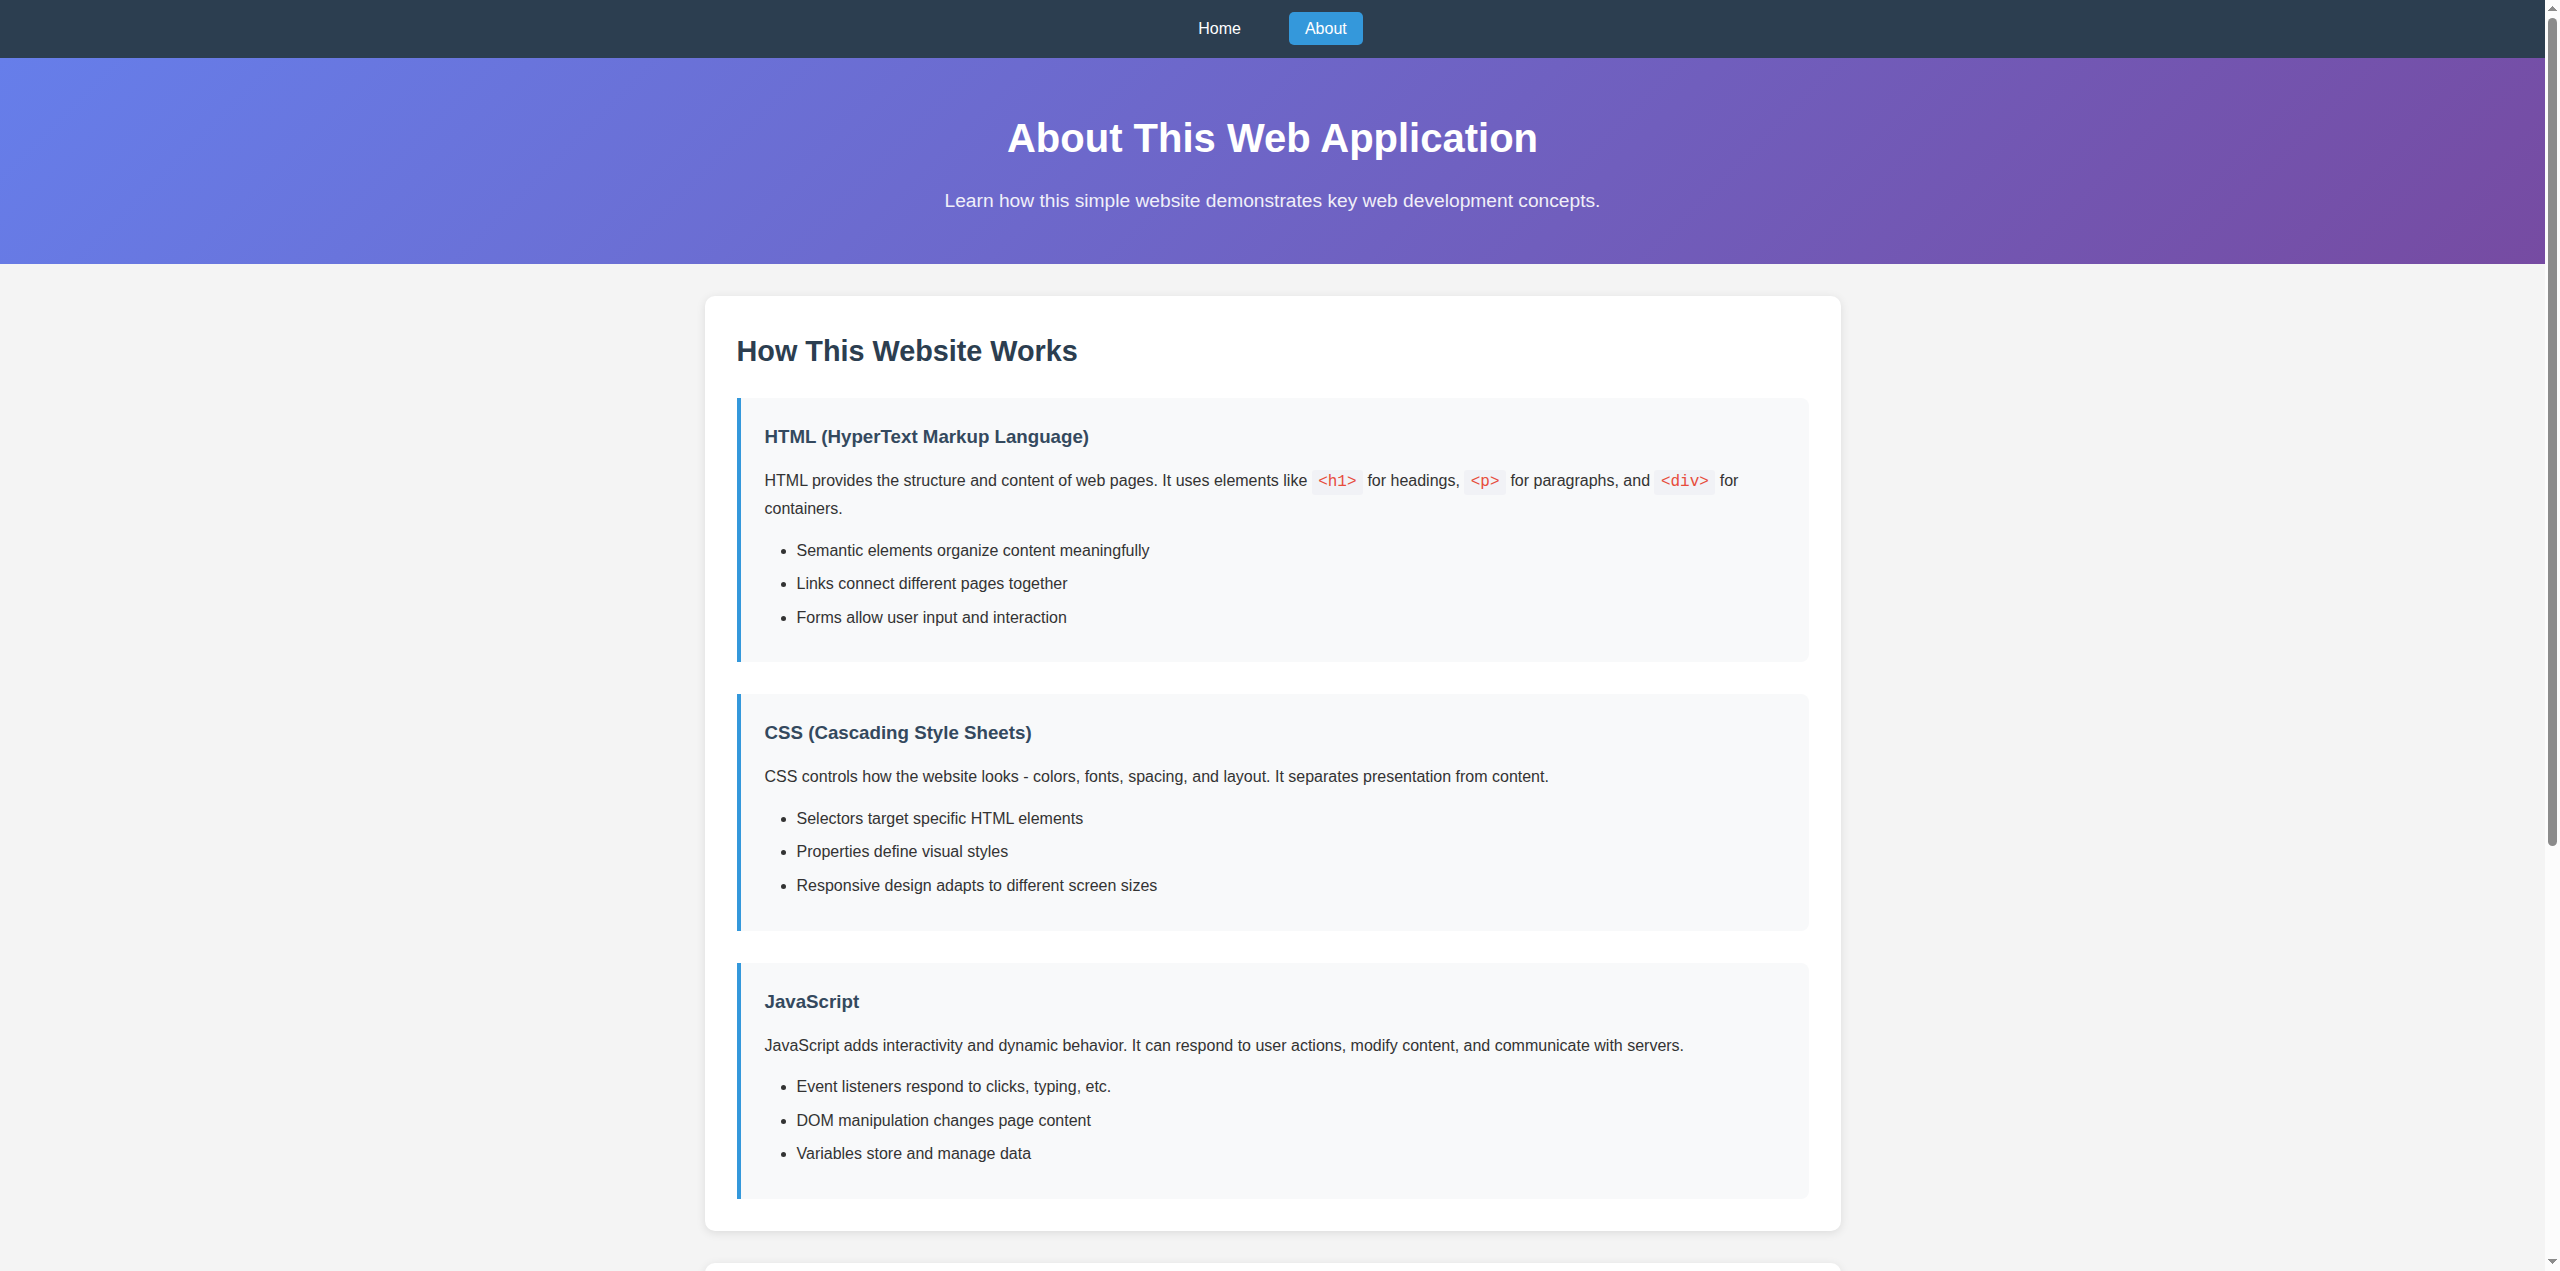 Home
About
About This Web Application
Learn how this simple website demonstrates key web development concepts.
How This Website Works
HTML (HyperText Markup Language)
HTML provides the structure and content of web pages. It uses elements like <h1> for headings, <p> for paragraphs, and <div> for
containers.
Semantic elements organize content meaningfully
Links connect different pages together
Forms allow user input and interaction
CSS (Cascading Style Sheets)
CSS controls how the website looks - colors, fonts, spacing, and layout. It separates presentation from content.
Selectors target specific HTML elements
Properties define visual styles
Responsive design adapts to different screen sizes
JavaScript
JavaScript adds interactivity and dynamic behavior. It can respond to user actions, modify content, and communicate with servers.
Event listeners respond to clicks, typing, etc.
DOM manipulation changes page content
Variables store and manage data